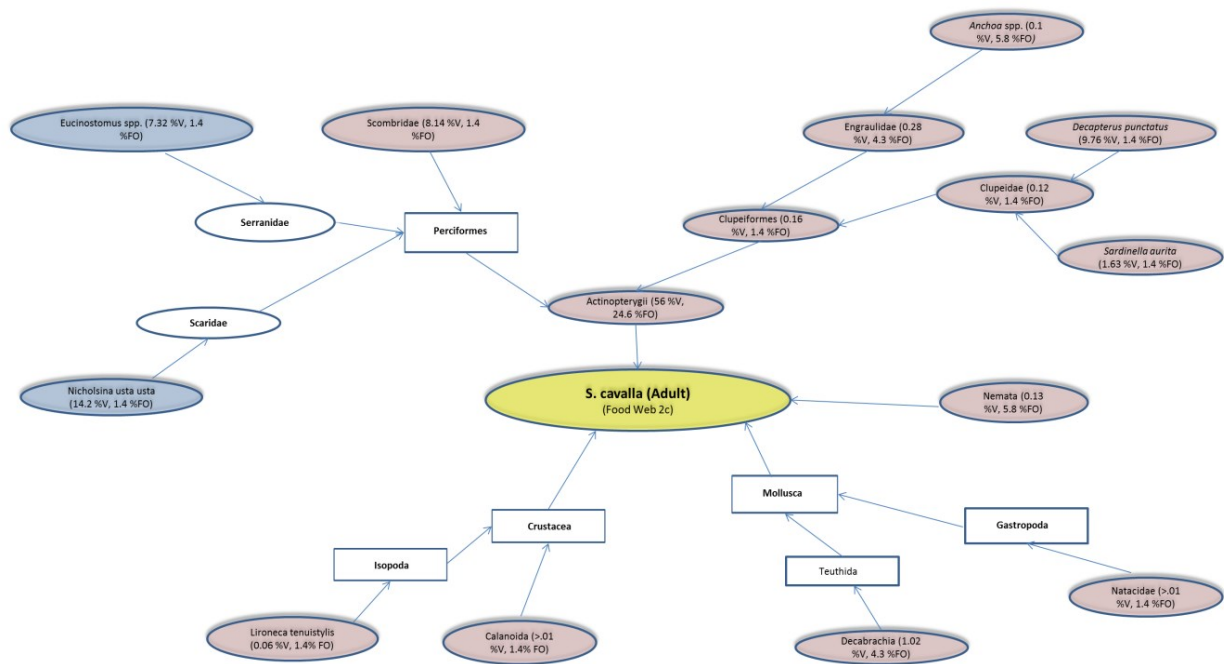 Anchoa spp. (0.1
%V, 5.8 %FO)
Eucinostomus spp. (7.32 %V, 1.4
%FO)
Scombridae (8.14 %V, 1.4
%FO)
Engraulidae (0.28
%V, 4.3 %FO)
Decapterus punctatus
(9.76 %V, 1.4 %FO)
Clupeidae (0.12
%V, 1.4 %FO)
Serranidae
Perciformes
Clupeiformes (0.16
%V, 1.4 %FO)
Sardinella aurita
(1.63 %V, 1.4 %FO)
Actinopterygii (56 %V,
24.6 %FO)
Scaridae
Nicholsina usta usta
(14.2 %V, 1.4 %FO)
S. cavalla (Adult)
(Food Web 2c)
Nemata (0.13
%V, 5.8 %FO)
Mollusca
Crustacea
Gastropoda
Isopoda
Teuthida
Natacidae (>.01
%V, 1.4 %FO)
Lironeca tenuistylis
(0.06 %V, 1.4% FO)
Calanoida (>.01
%V, 1.4% FO)
Decabrachia (1.02
%V, 4.3 %FO)